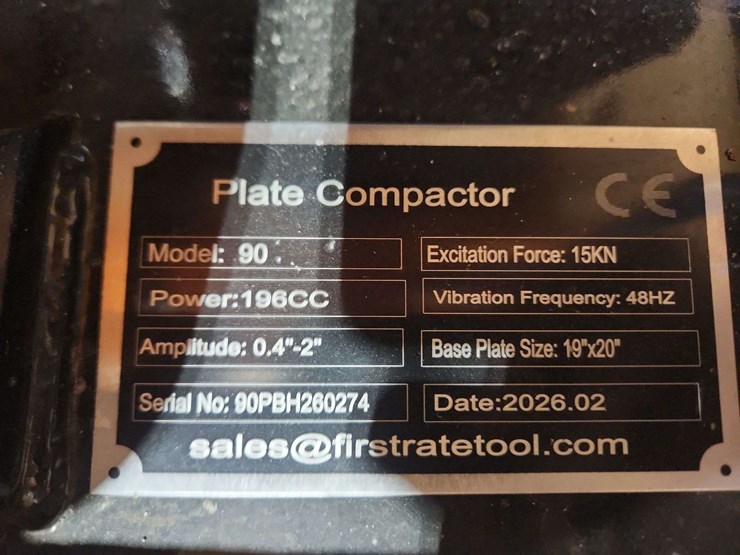 Plate Compactor CE
Model: 90
Excitation Force: 15KN
Power:196CC
Vibration Frequency: 48HZ
Amplitude: 0.4"-2"
Base Plate Size: 19"x20"
Serial No: 90PBH260274
Date:2026.02
sales@firstratetool.com